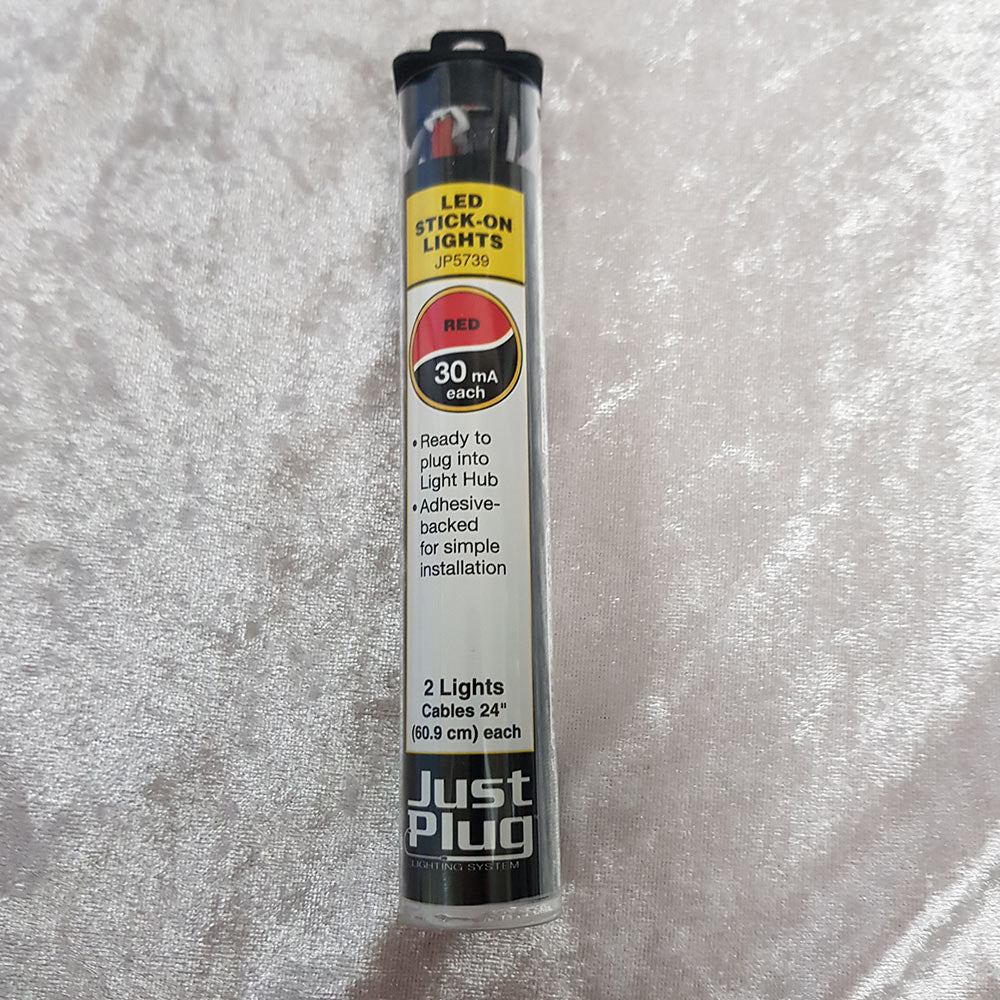 LED
STICK-ON
LIGHTS
JP5739
RED
30 mA
each
• Ready to
plug into
Light Hub
• Adhesive-
backed
for simple
installation
2 Lights
Cables 24"
(60.9 cm) each
Just
Plug
LIGHTING SYSTEM